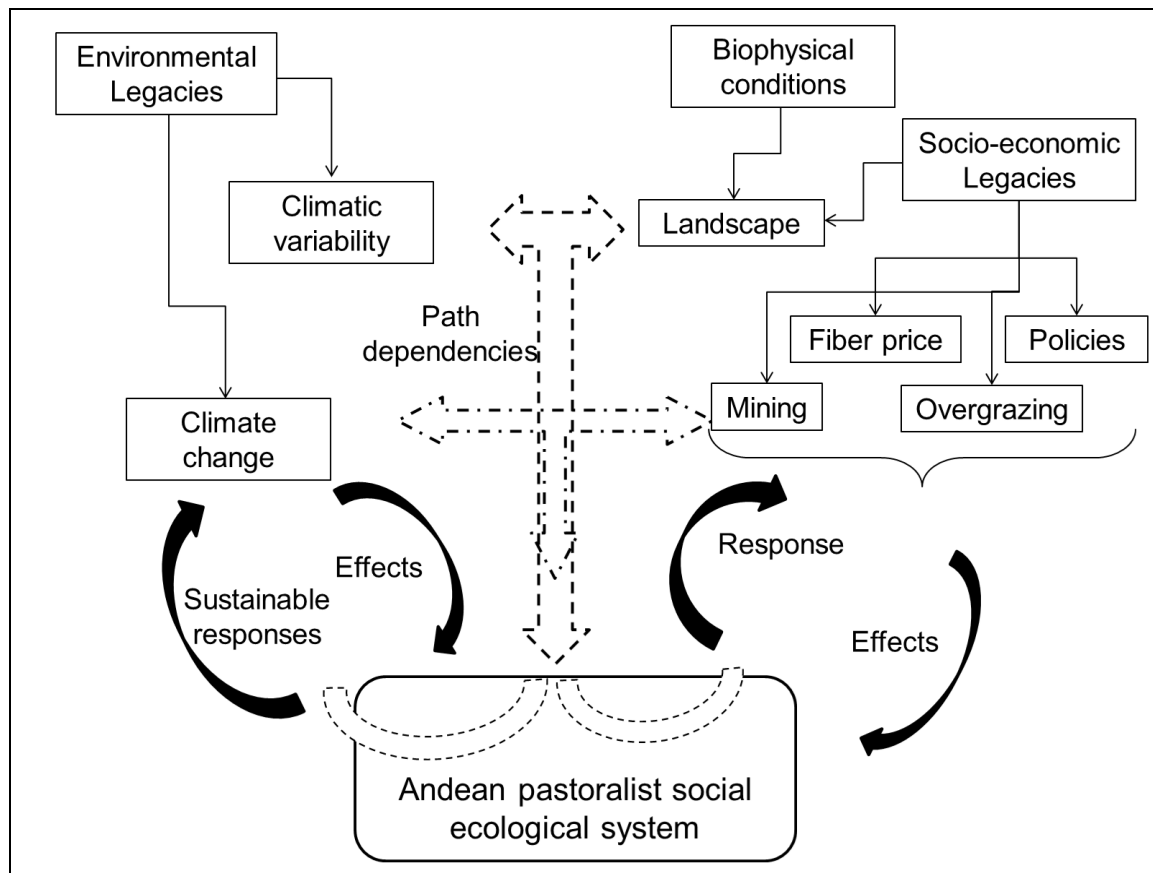 Environmental
Legacies
Biophysical
conditions
Socio-economic
Legacies
Climatic
variability
Landscape
Path
dependencies
Fiber price
Policies
Mining
Overgrazing
Climate
change
Response
Effects
Sustainable
responses
Effects
Andean pastoralist social
ecological system